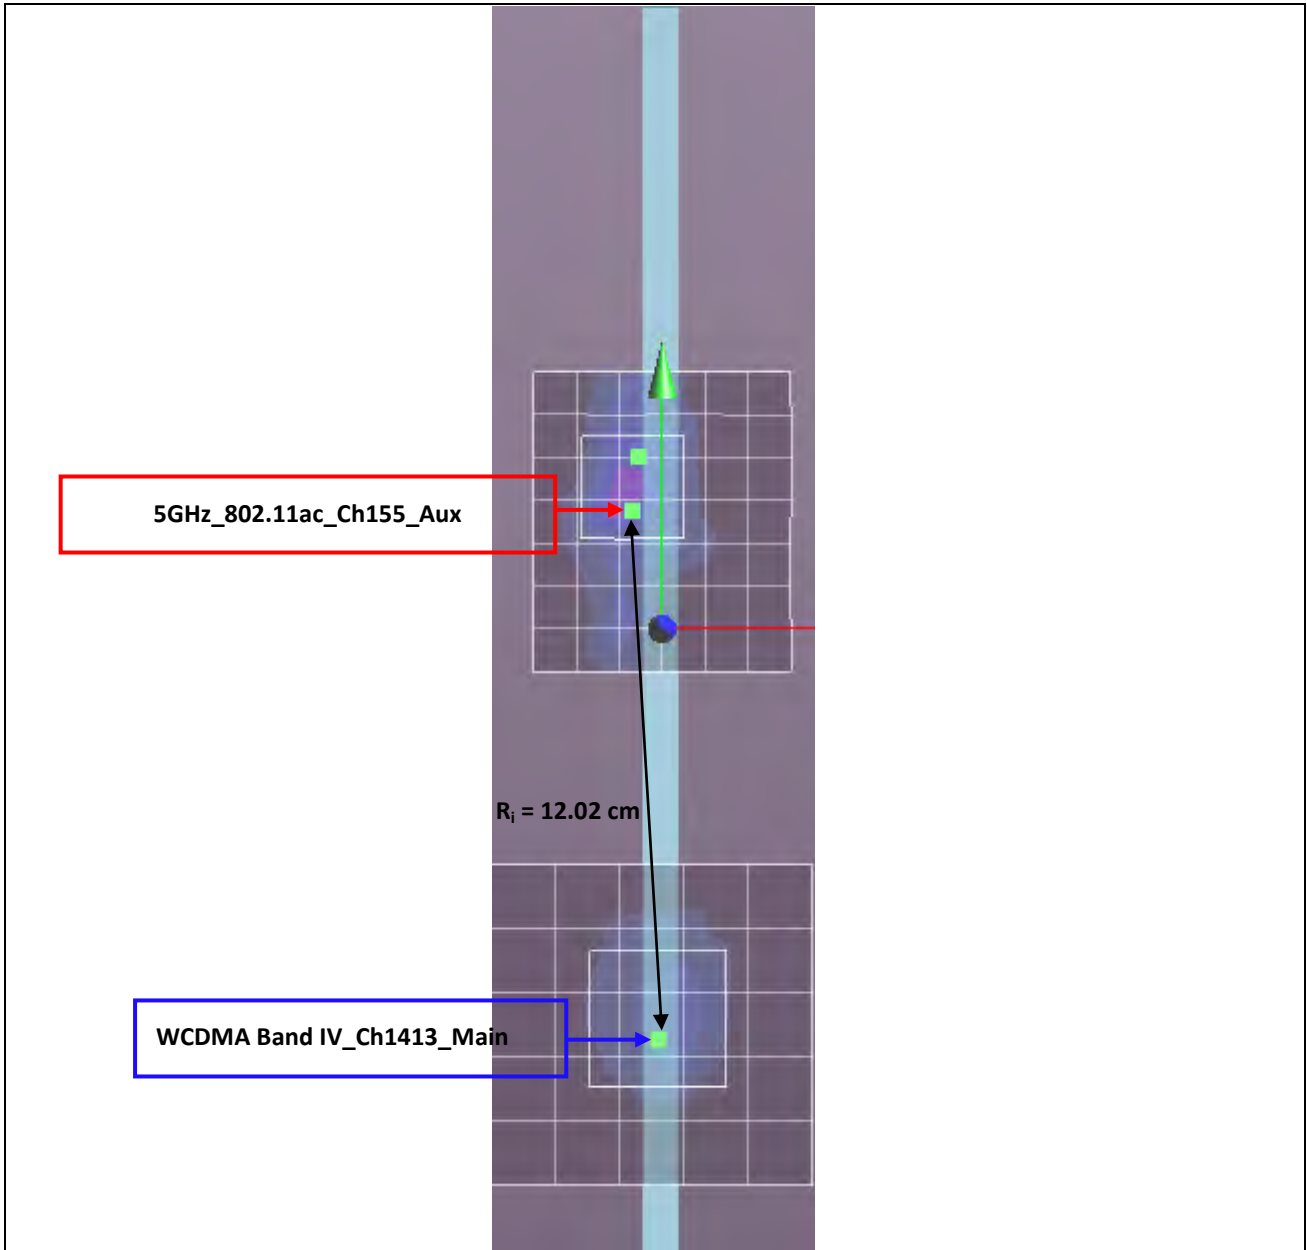 5GHz_802.11ac_Ch155_Aux
Rᵢ = 12.02 cm
WCDMA Band IV_Ch1413_Main